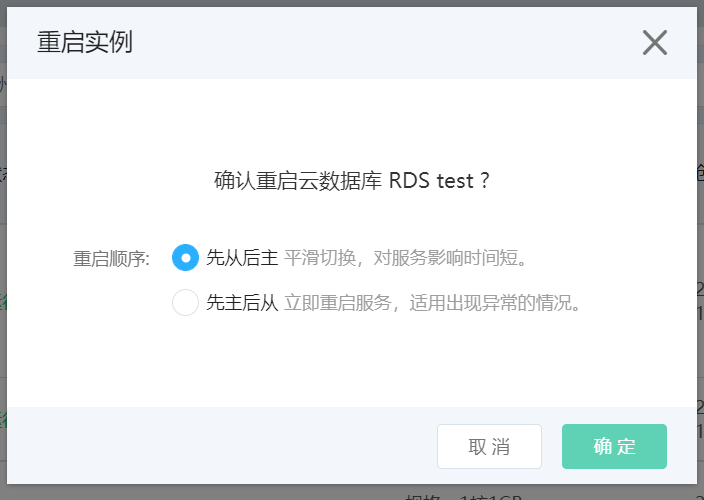 重启实例
确认重启云数据库 RDS test ?
重启顺序: 先从后主 平滑切换，对服务影响时间短。
先主后从 立即重启服务，适用出现异常的情况。
取消 确定